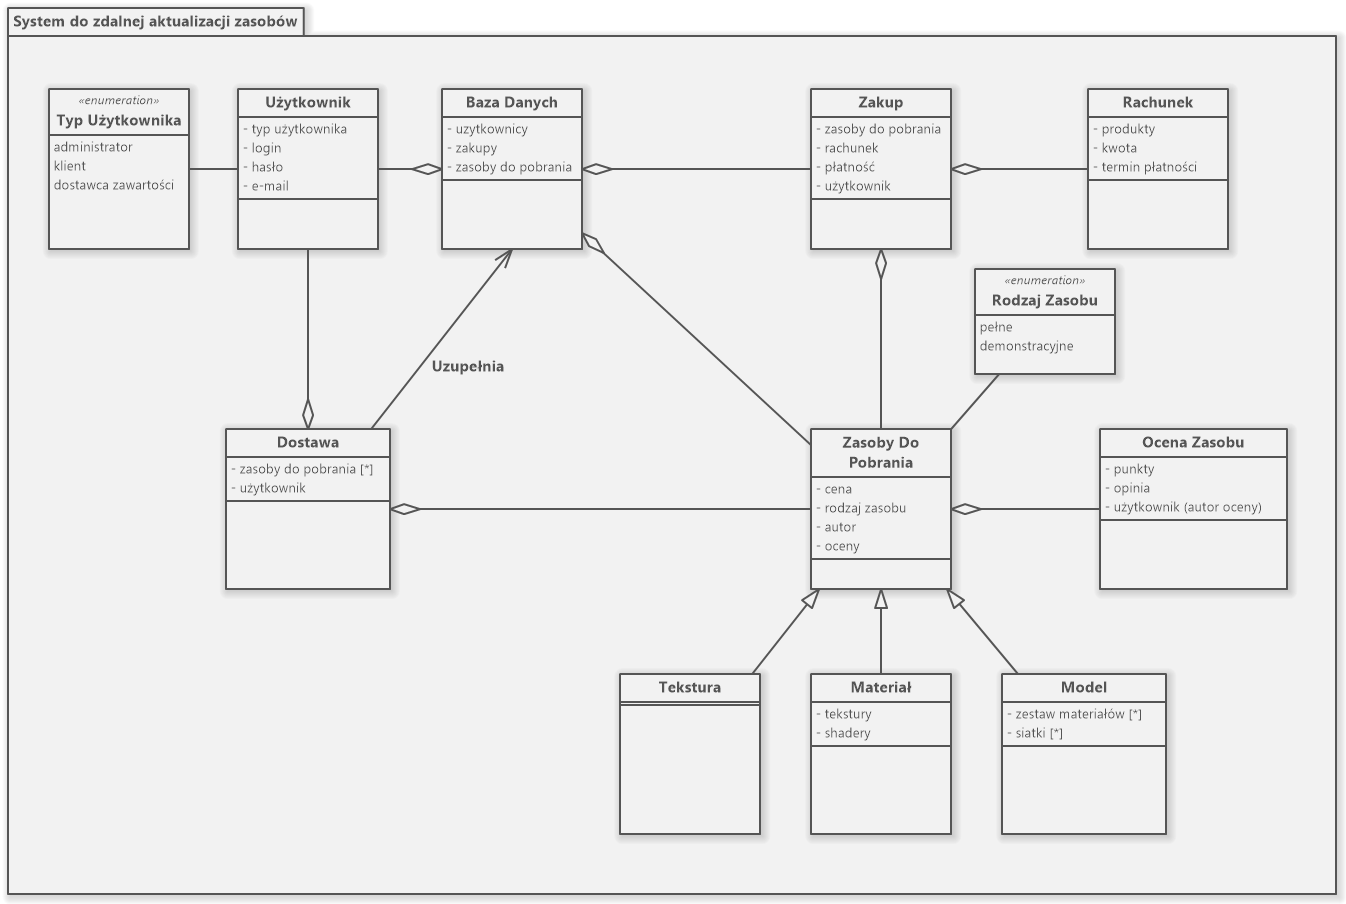 System do zdalnej aktualizacji zasobów
«enumeration»
Typ Użytkownika
administrator
klient
dostawca zawartości
Użytkownik
- typ użytkownika
- login
- hasło
- e-mail
Baza Danych
- uzytkownicy
- zakupy
- zasoby do pobrania
Zakup
- zasoby do pobrania
- rachunek
- płatność
- użytkownik
Rachunek
- produkty
- kwota
- termin płatności
«enumeration»
Rodzaj Zasobu
pełne
demonstracyjne
Uzupełnia
Dostawa
- zasoby do pobrania [*]
- użytkownik
Zasoby Do
Pobrania
- cena
- rodzaj zasobu
- autor
- oceny
Ocena Zasobu
- punkty
- opinia
- użytkownik (autor oceny)
Tekstura
Materiał
- tekstury
- shadery
Model
- zestaw materiałów [*]
- siatki [*]